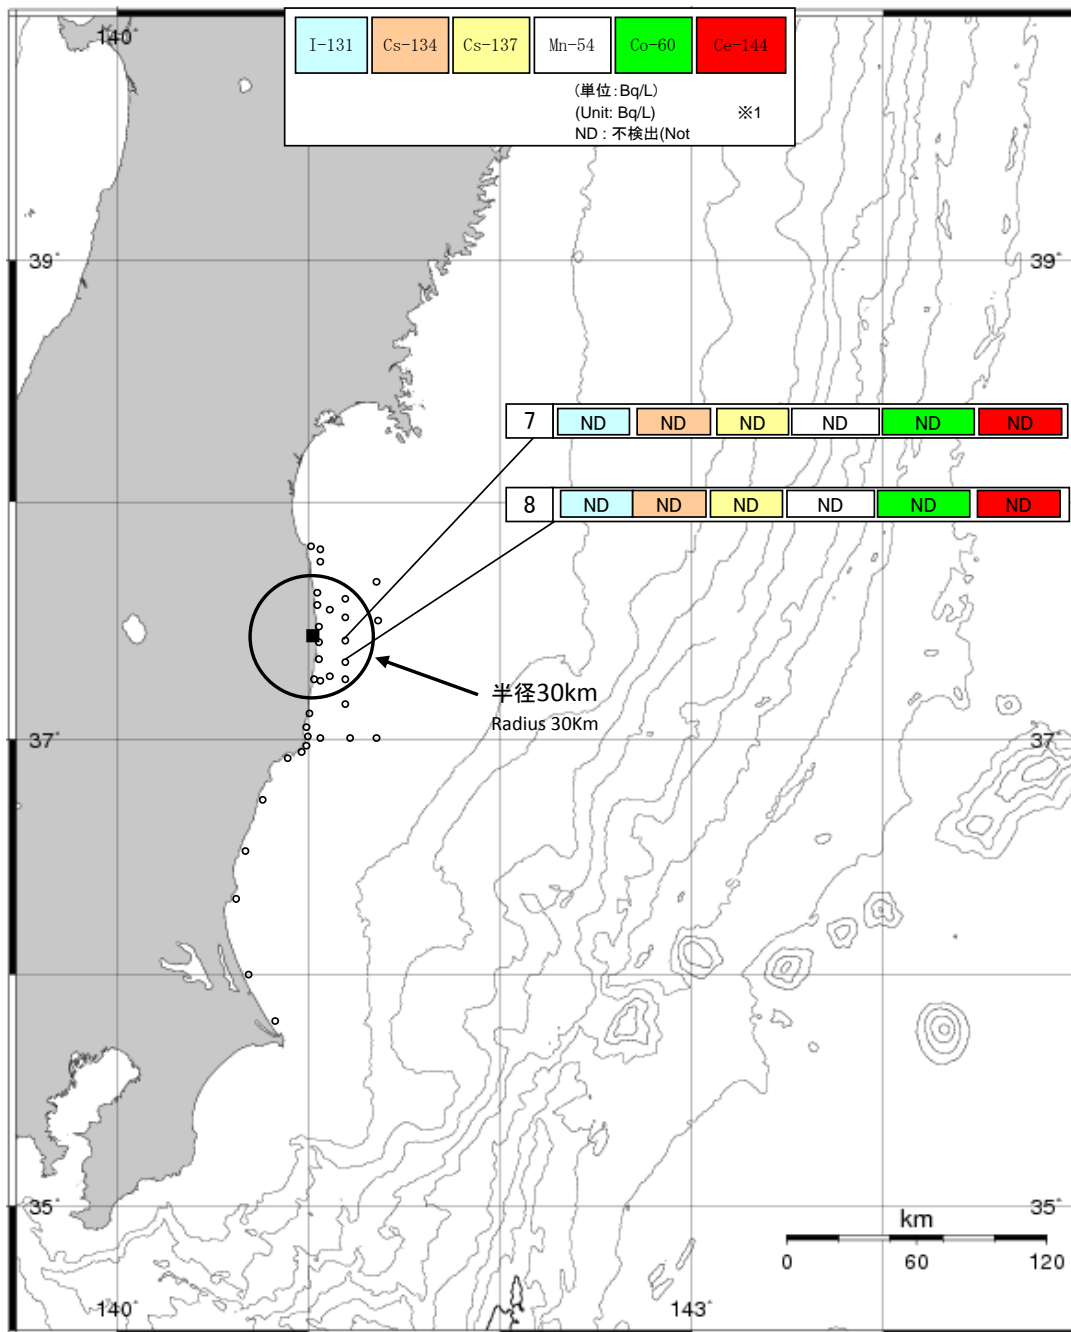 140°
I-131 Cs-134 Cs-137 Mn-54 Co-60 Ce-144
(単位:Bq/L)
(Unit: Bq/L) ※1
ND : 不検出(Not
39° 39°
7 ND ND ND ND ND ND
8 ND ND ND ND ND ND
半径30km
Radius 30Km
37° 37°
35° 35°
km
0 60 120
140° 143°